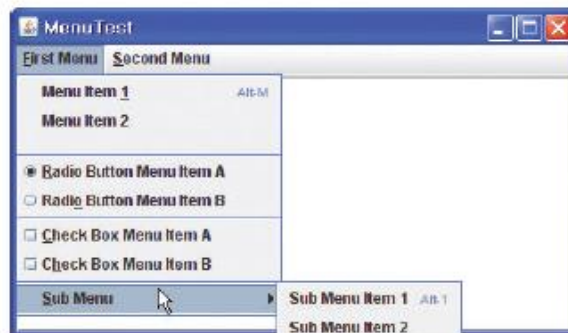 MenuTest
First Menu Second Menu
Menu Item 1 Alt-M
Menu Item 2
Radio Button Menu Item A
Radio Button Menu Item B
Check Box Menu Item A
Check Box Menu Item B
Sub Menu
Sub Menu Item 1 Alt-1
Sub Menu Item 2